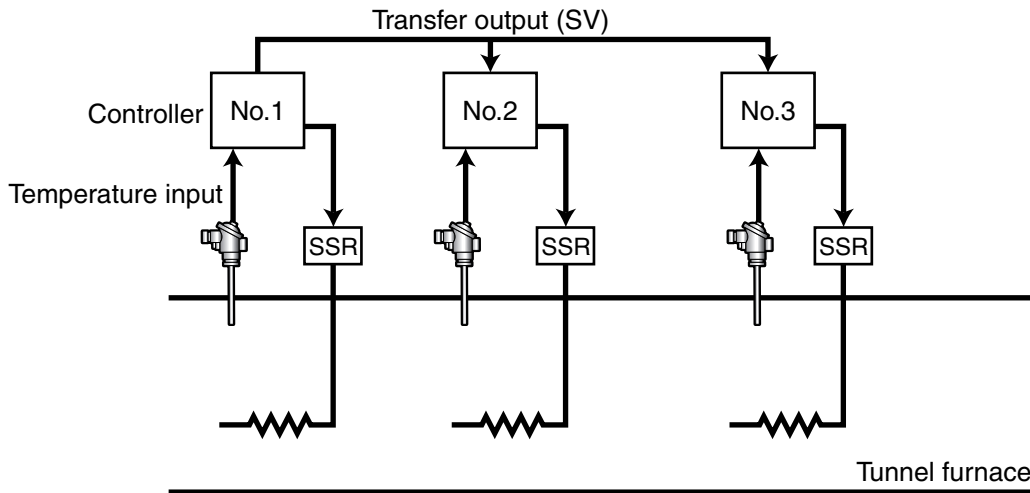 Transfer output (SV)
Controller
No.1
No.2
No.3
Temperature input
SSR
SSR
SSR
Tunnel furnace